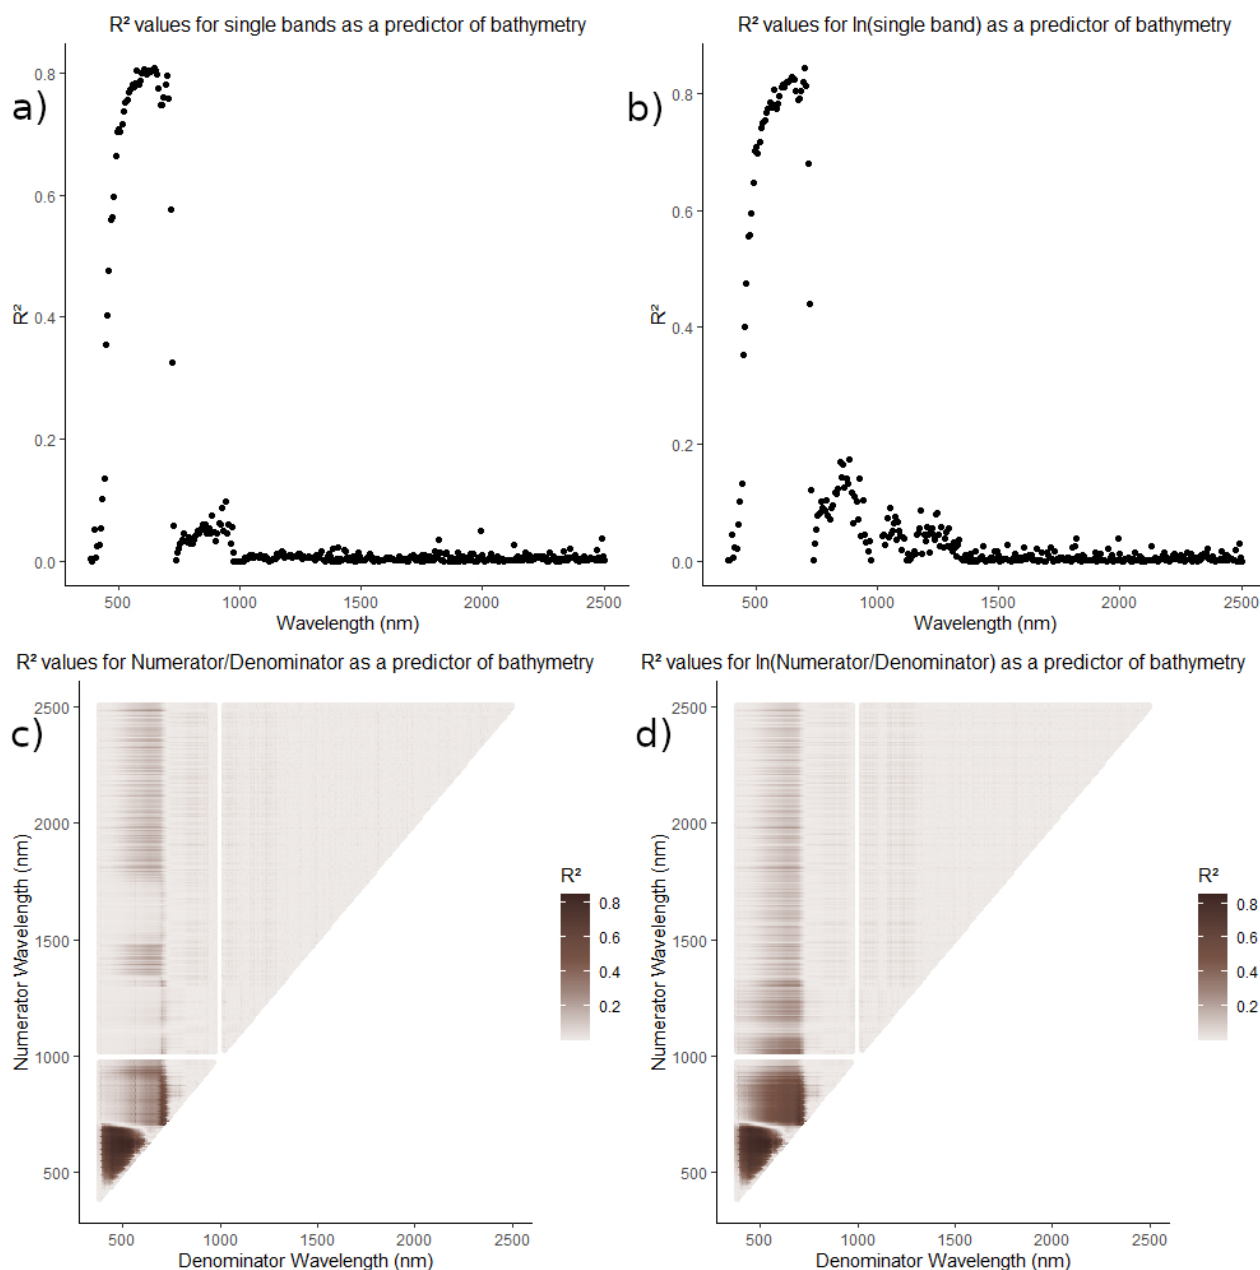 R² values for single bands as a predictor of bathymetry
a)
0.8
0.6
0.4
0.2
0.0
R²
500 1000 1500 2000 2500
Wavelength (nm)
R² values for ln(single band) as a predictor of bathymetry
b)
0.8
0.6
0.4
0.2
0.0
R²
500 1000 1500 2000 2500
Wavelength (nm)
R² values for Numerator/Denominator as a predictor of bathymetry
c)
2500
2000
1500
1000
500
Numerator Wavelength (nm)
R²
0.8
0.6
0.4
0.2
500 1000 1500 2000 2500
Denominator Wavelength (nm)
R² values for ln(Numerator/Denominator) as a predictor of bathymetry
d)
2500
2000
1500
1000
500
Numerator Wavelength (nm)
R²
0.8
0.6
0.4
0.2
500 1000 1500 2000 2500
Denominator Wavelength (nm)